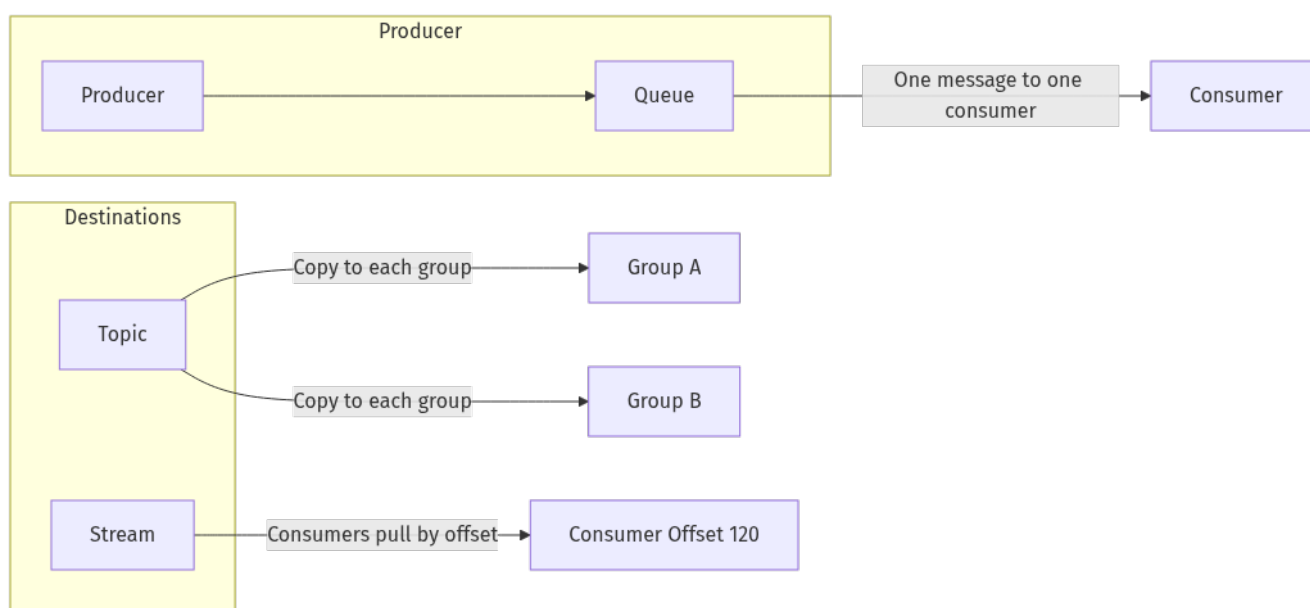 Producer
Producer
Queue
One message to one
consumer
Consumer
Destinations
Topic
Copy to each group
Group A
Copy to each group
Group B
Stream
Consumers pull by offset
Consumer Offset 120